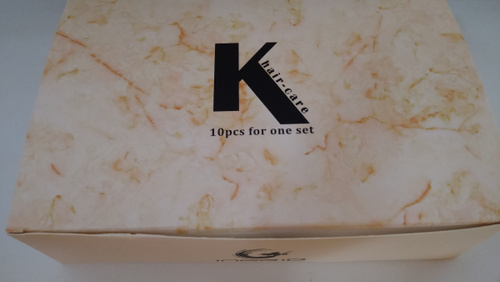 K
hair-care
10pcs for one set